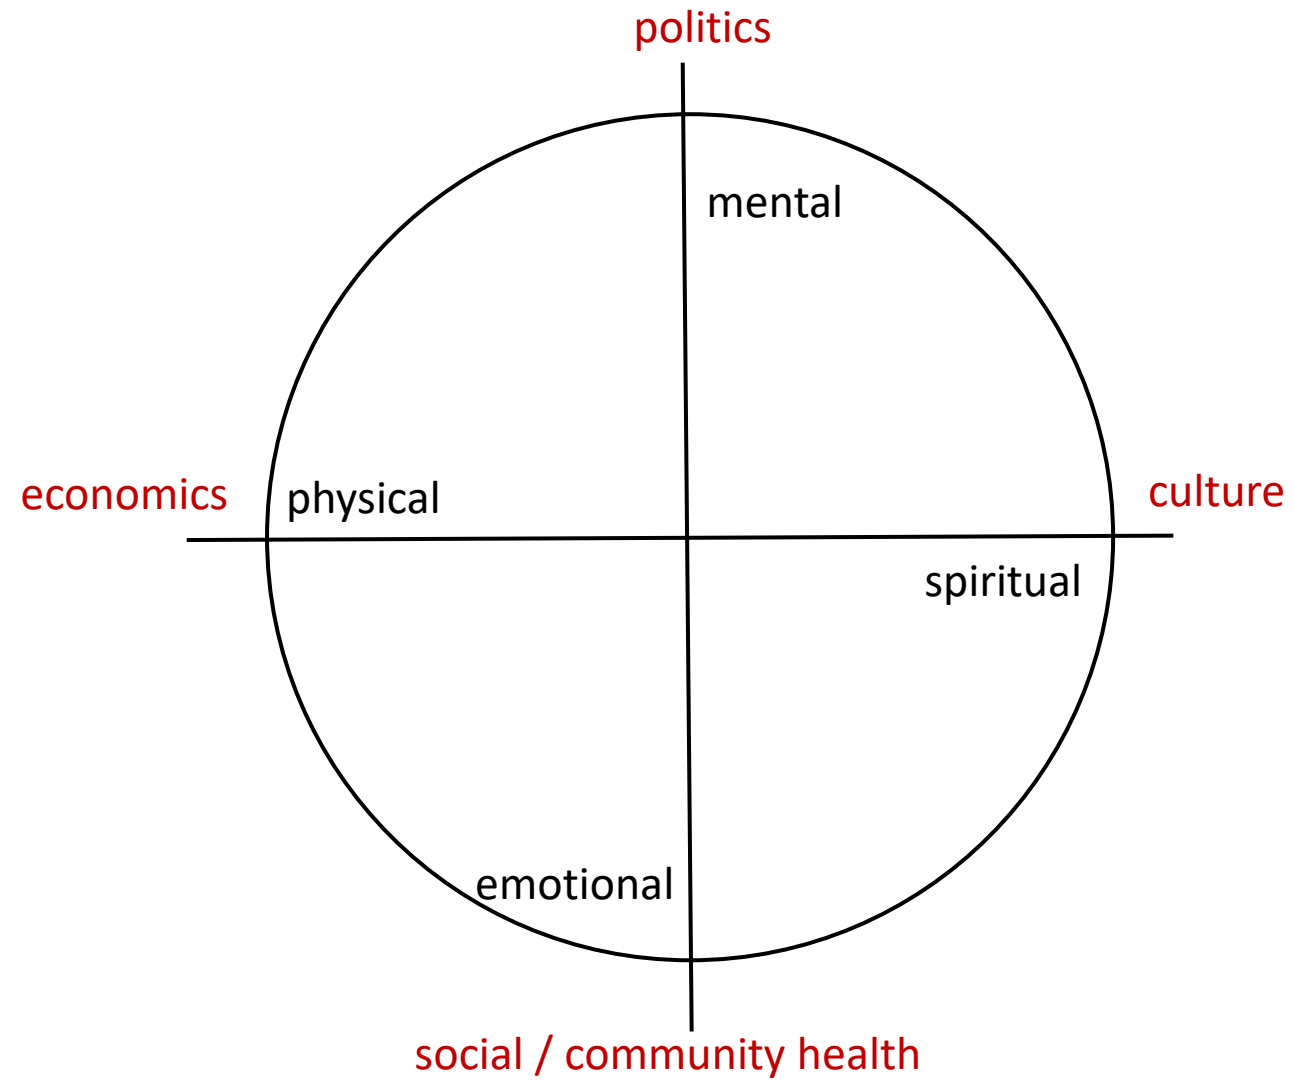 politics
mental
economics
physical
culture
spiritual
emotional
social / community health